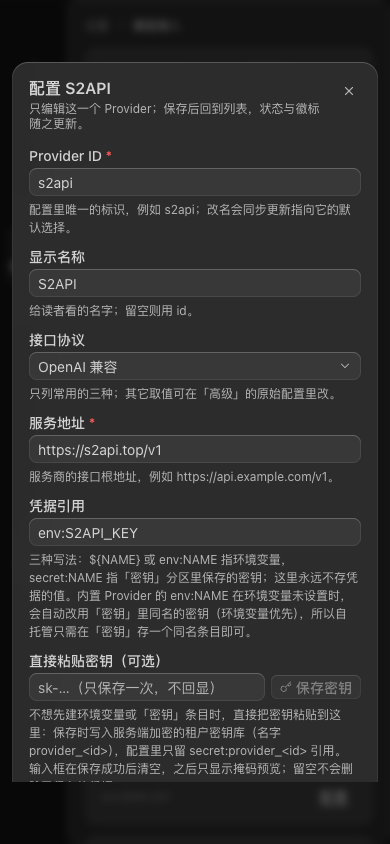 配置 S2API
只编辑这一个 Provider；保存后回到列表，状态与徽标
随之更新。
Provider ID *
s2api
配置里唯一的标识，例如 s2api；改名会同步更新指向它的默
认选择。
显示名称
S2API
给读者看的名字；留空则用 id。
接口协议
OpenAI 兼容
只列常用的三种；其它取值可在「高级」的原始配置里改。
服务地址 *
https://s2api.top/v1
服务商的接口根地址，例如 https://api.example.com/v1。
凭据引用
env:S2API_KEY
三种写法：${NAME} 或 env:NAME 指环境变量，
secret:NAME 指「密钥」分区里保存的密钥；这里永远不存凭
据的值。内置 Provider 的 env:NAME 在环境变量未设置时，
会自动改用「密钥」里同名的密钥（环境变量优先），所以自
托管只需在「密钥」存一个同名条目即可。
直接粘贴密钥（可选）
sk-...（只保存一次，不回显）
保存密钥
不想先建环境变量或「密钥」条目时，直接把密钥粘贴到这
里：保存时写入服务端加密的租户密钥库（名字
provider_<id>），配置里只留 secret:provider_<id> 引用。
输入框在保存成功后清空，之后只显示掩码预览；留空不会删